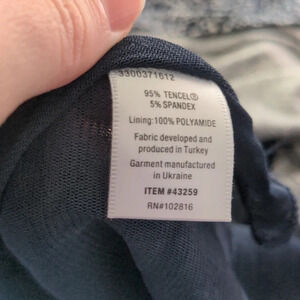 3300371612
95% TENCEL®
5% SPANDEX
Lining:100% POLYAMIDE
Fabric developed and
produced in Turkey
Garment manufactured
in Ukraine
ITEM #43259
RN#102816